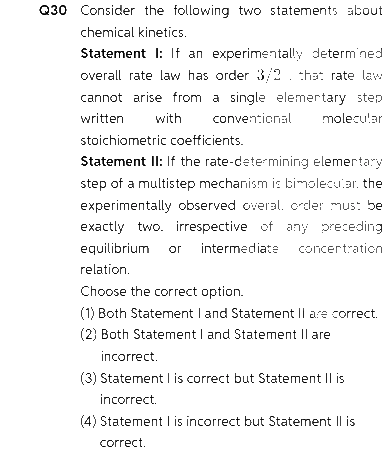 Q30 Consider the following two statements about
chemical kinetics.
Statement I: If an experimentally determined
overall rate law has order 3/2 , that rate law
cannot arise from a single elementary step
written with conventional molecular
stoichiometric coefficients.
Statement II: If the rate-determining elementary
step of a multistep mechanism is bimolecular, the
experimentally observed overall order must be
exactly two, irrespective of any preceding
equilibrium or intermediate concentration
relation.
Choose the correct option.
(1) Both Statement I and Statement II are correct.
(2) Both Statement I and Statement II are
incorrect.
(3) Statement I is correct but Statement II is
incorrect.
(4) Statement I is incorrect but Statement II is
correct.